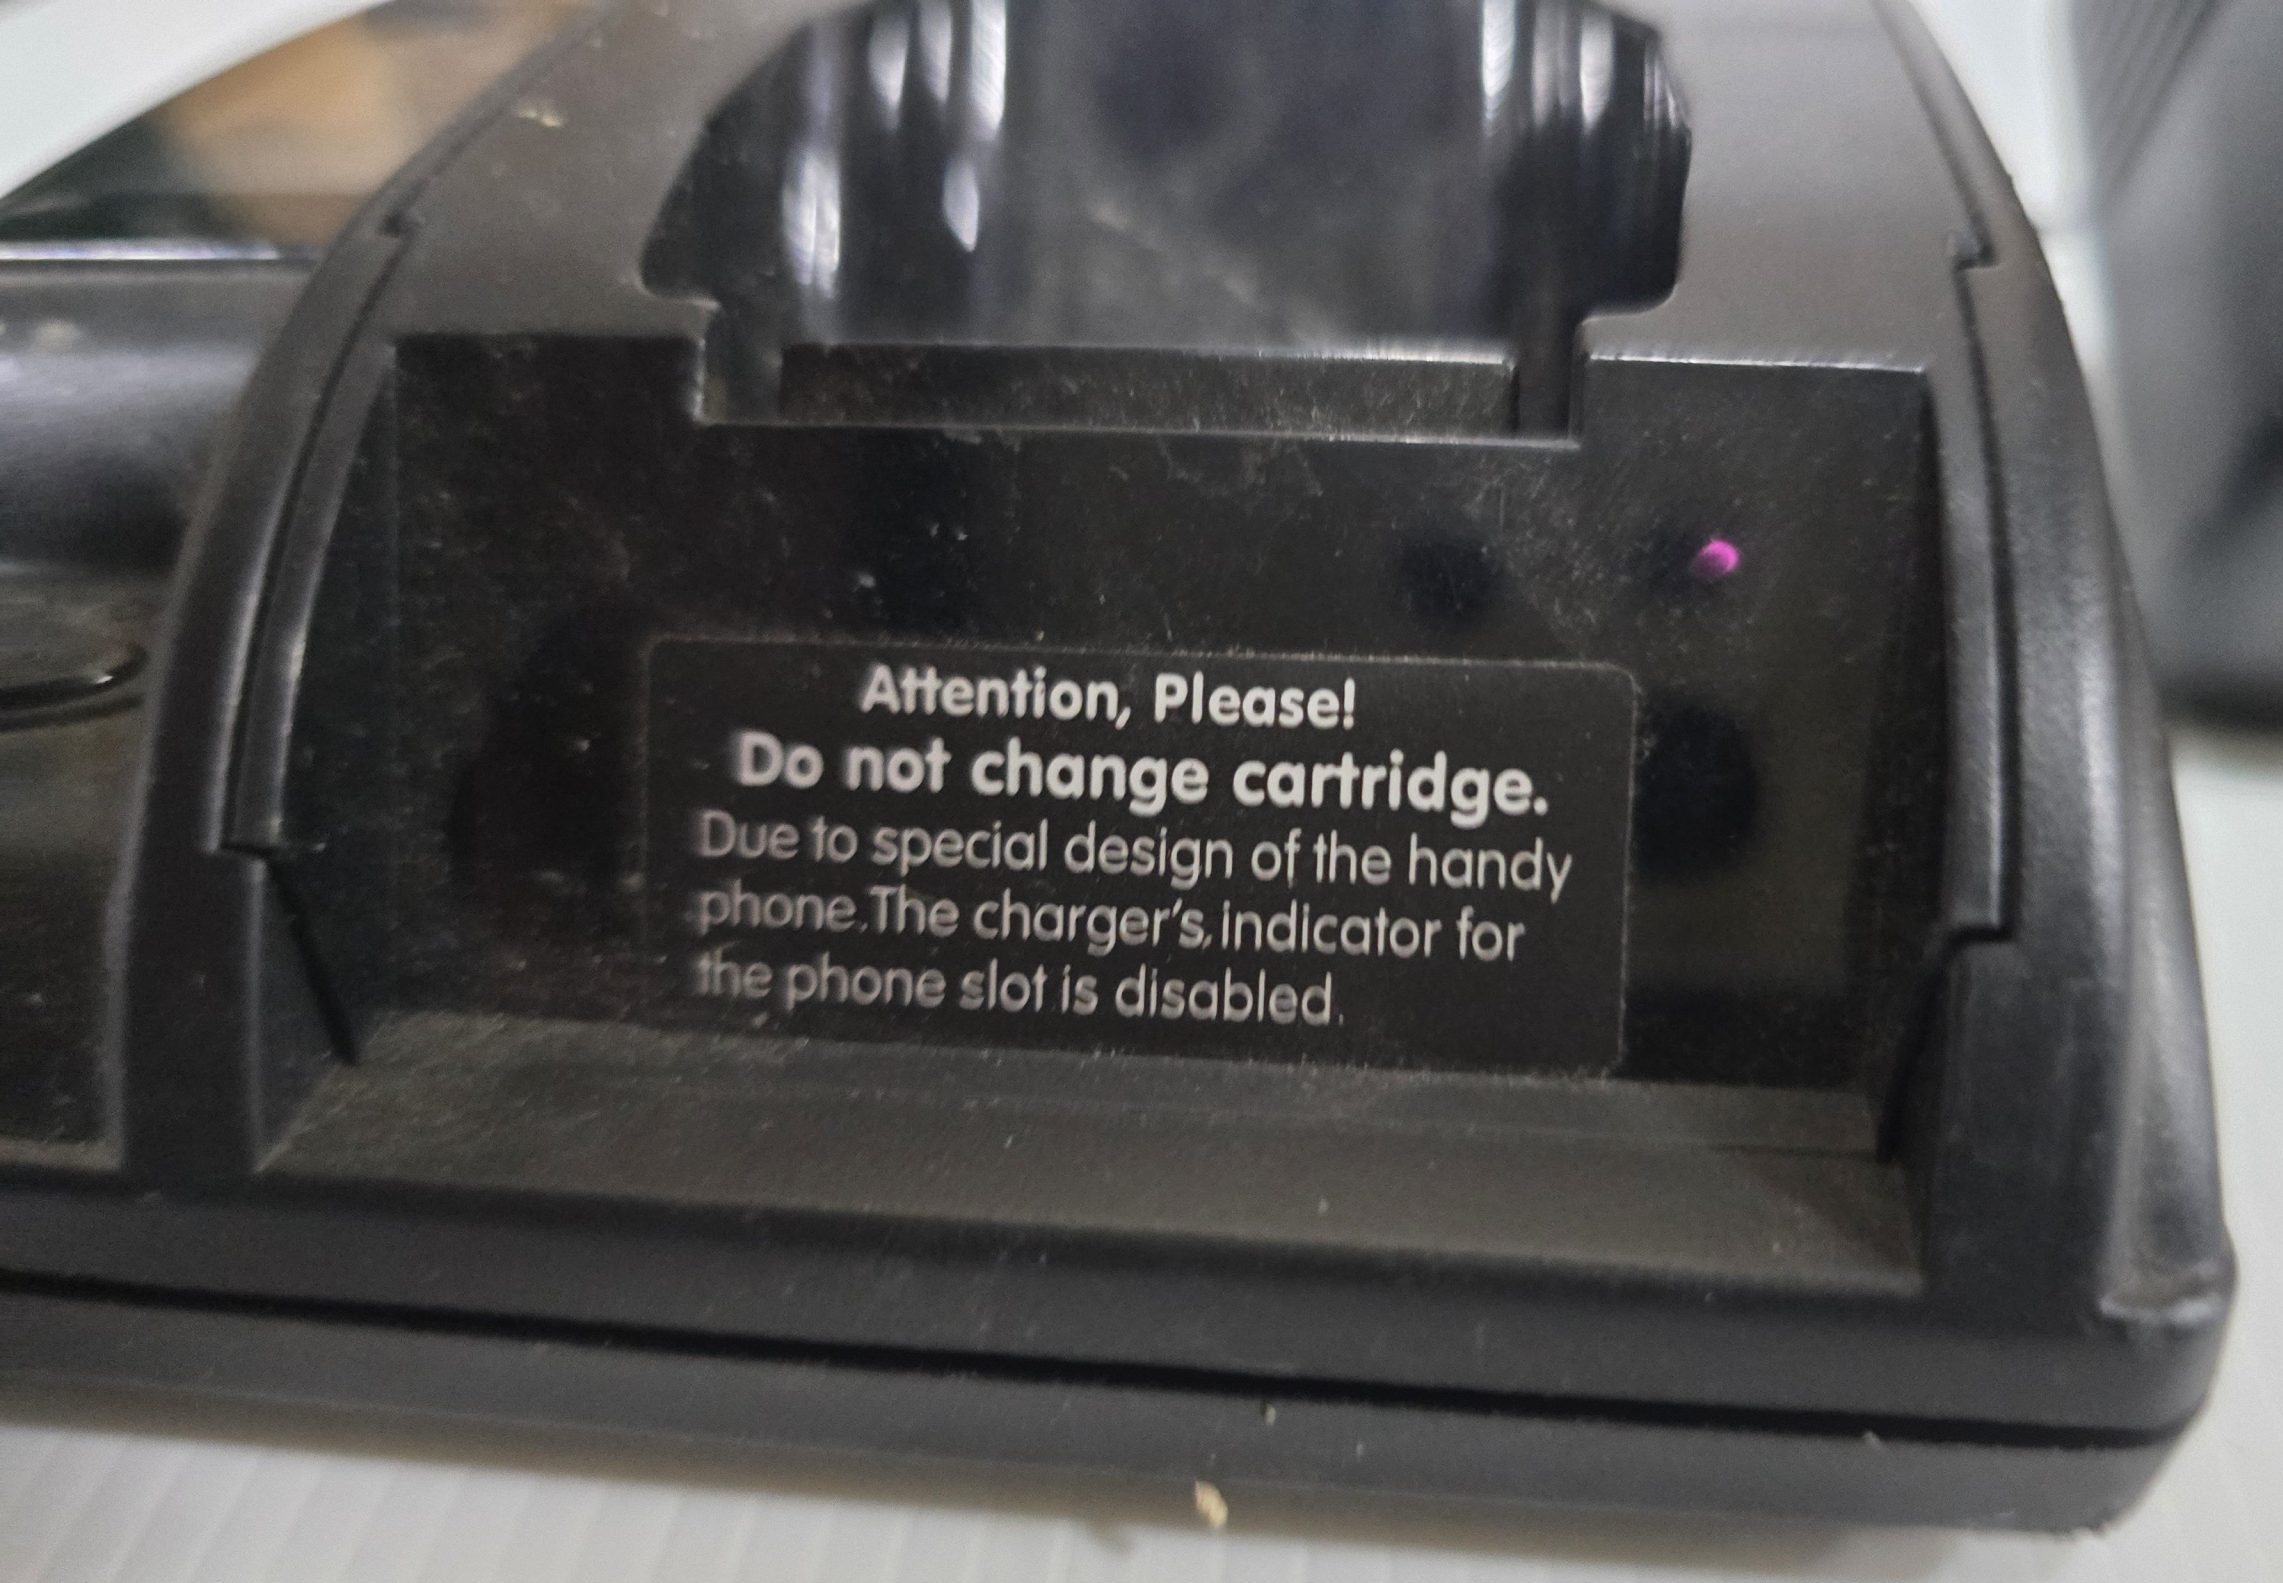 Attention, Please!
Do not change cartridge.
Due to special design of the handy
phone.The charger's, indicator for
the phone slot is disabled.